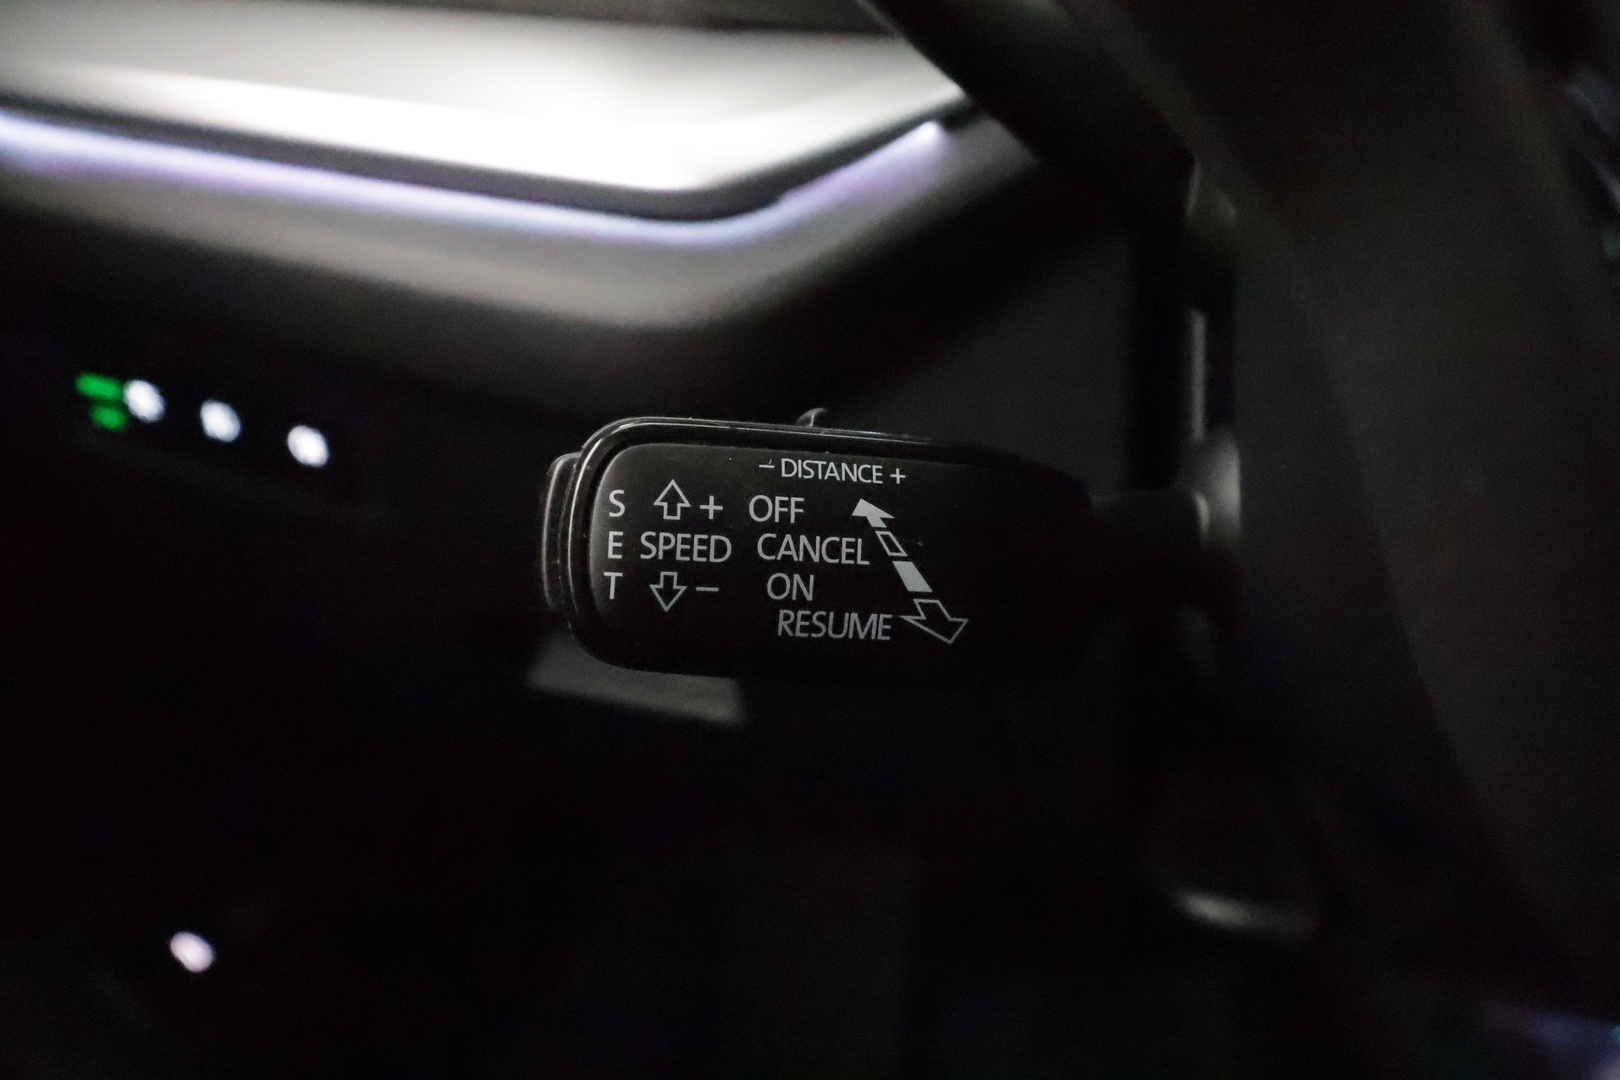 – DISTANCE +
S + OFF
E SPEED CANCEL
T – ON
RESUME